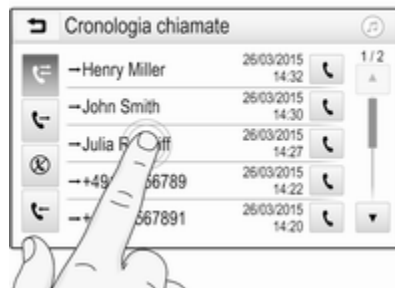 Cronologia chiamate
→Henry Miller 26/03/2015 14:32
1/2
→John Smith 26/03/2015 14:30
→Julia 26/03/2015 14:27
56789 26/03/2015 14:22
567891 26/03/2015 14:20